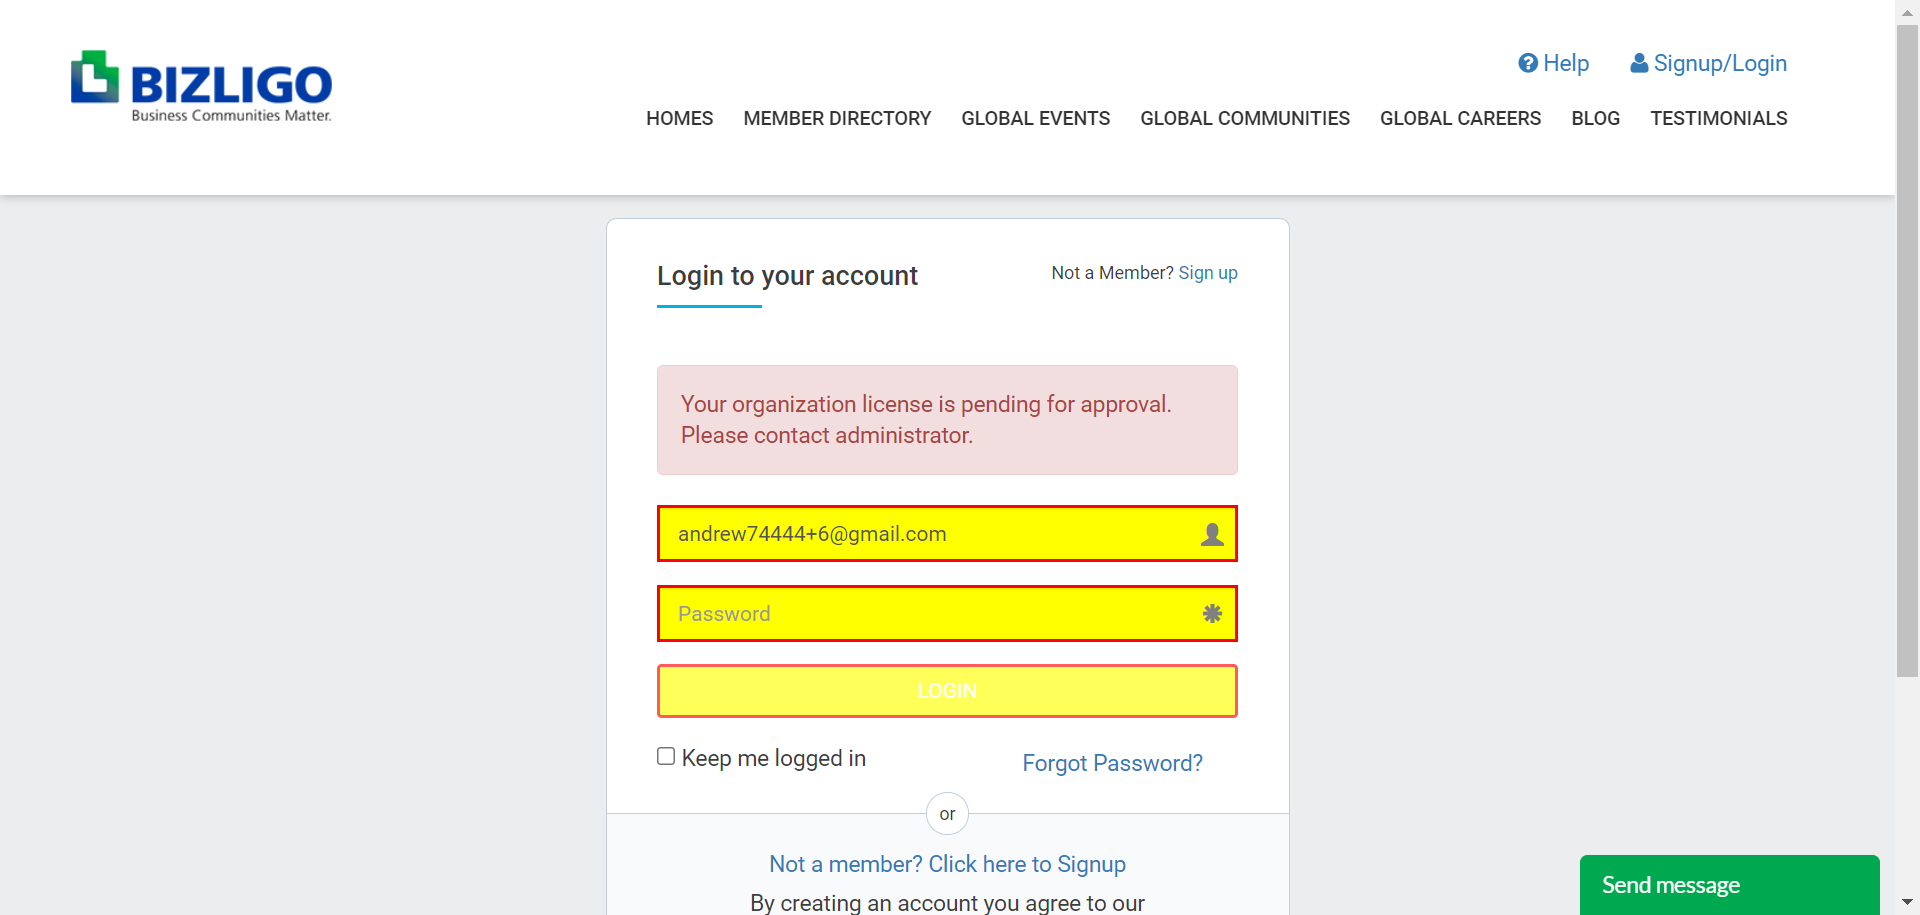 BIZLIGO
Business Communities Matter.
Help
Signup/Login
HOMES MEMBER DIRECTORY GLOBAL EVENTS GLOBAL COMMUNITIES GLOBAL CAREERS BLOG TESTIMONIALS
Login to your account
Not a Member? Sign up
Your organization license is pending for approval.
Please contact administrator.
andrew74444+6@gmail.com
Password
LOGIN
Keep me logged in
Forgot Password?
or
Not a member? Click here to Signup
By creating an account you agree to our
Send message